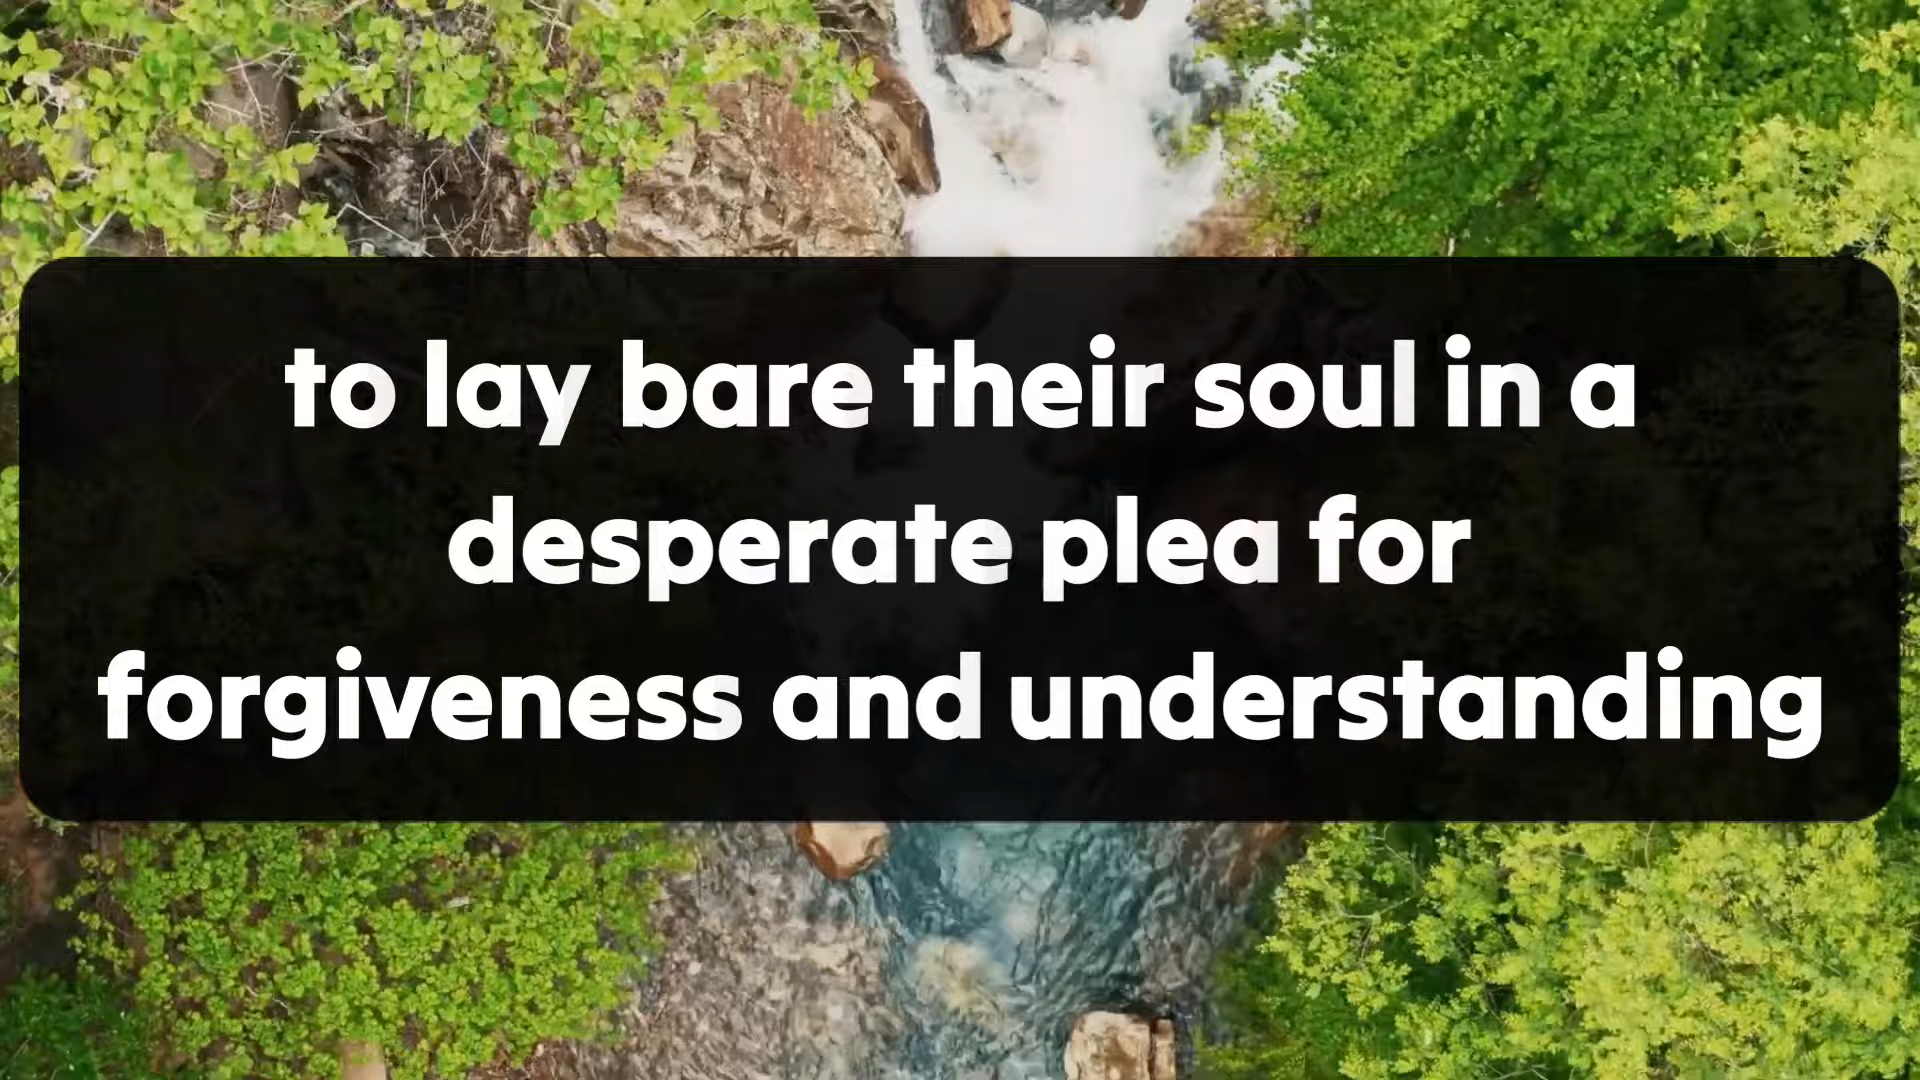 to lay bare their soul in a
desperate plea for
forgiveness and understanding